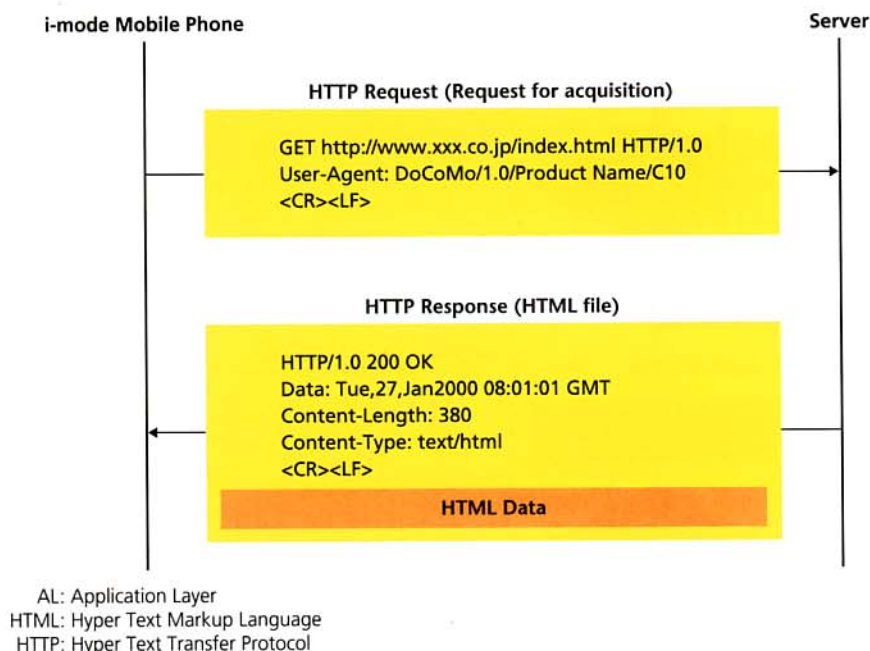 i-mode Mobile Phone
Server
HTTP Request (Request for acquisition)
GET http://www.xxx.co.jp/index.html HTTP/1.0
User-Agent: DoCoMo/1.0/Product Name/C10
<CR><LF>
HTTP Response (HTML file)
HTTP/1.0 200 OK
Data: Tue,27,Jan2000 08:01:01 GMT
Content-Length: 380
Content-Type: text/html
<CR><LF>
HTML Data
AL: Application Layer
HTML: Hyper Text Markup Language
HTTP: Hyper Text Transfer Protocol